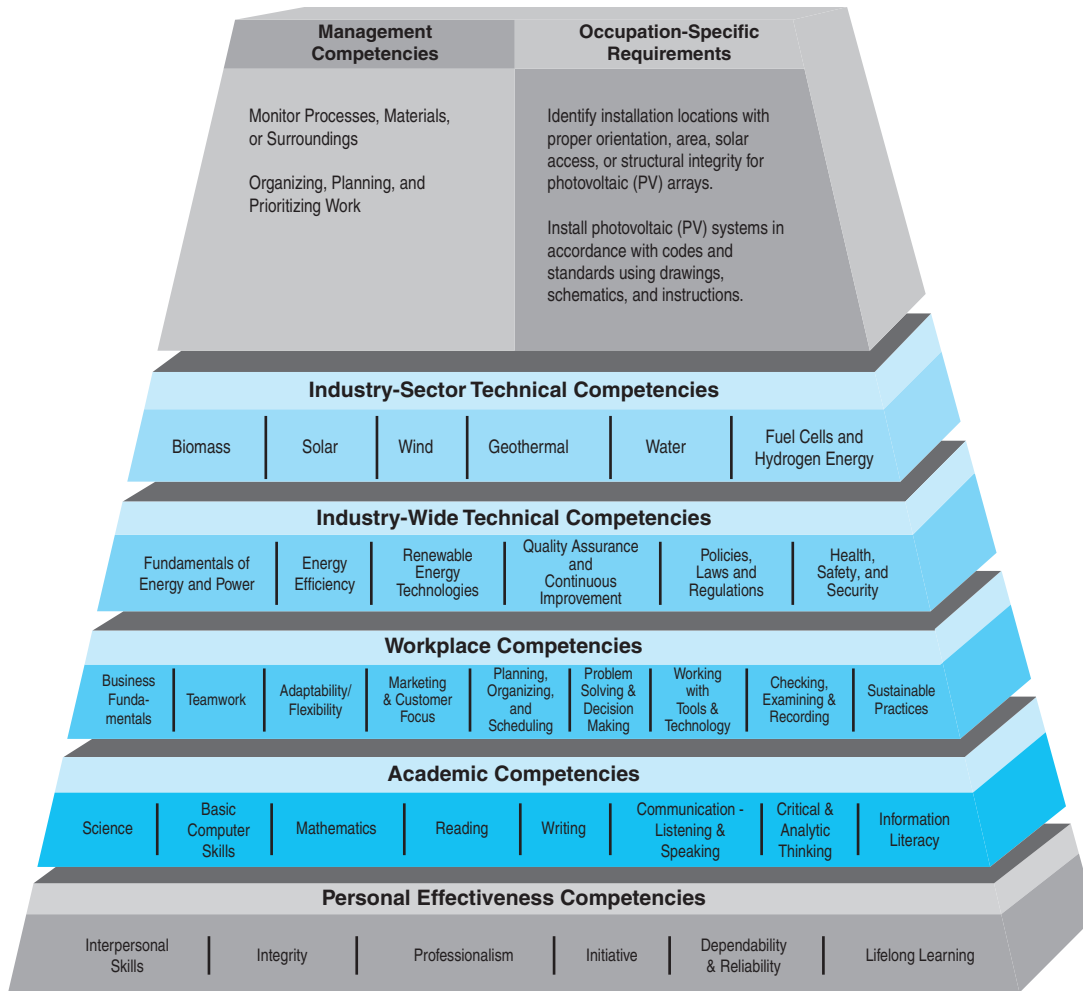 Management
Competencies
Occupation-Specific
Requirements
Monitor Processes, Materials,
or Surroundings
Organizing, Planning, and
Prioritizing Work
Identify installation locations with
proper orientation, area, solar
access, or structural integrity for
photovoltaic (PV) arrays.
Install photovoltaic (PV) systems in
accordance with codes and
standards using drawings,
schematics, and instructions.
Industry-Sector Technical Competencies
Biomass
Solar
Wind
Geothermal
Water
Fuel Cells and
Hydrogen Energy
Industry-Wide Technical Competencies
Fundamentals of
Energy and Power
Energy
Efficiency
Renewable
Energy
Technologies
Quality Assurance
and
Continuous
Improvement
Policies,
Laws and
Regulations
Health,
Safety, and
Security
Workplace Competencies
Business
Funda-
mentals
Teamwork
Adaptability/
Flexibility
Marketing
& Customer
Focus
Planning,
Organizing,
and
Scheduling
Problem
Solving &
Decision
Making
Working
with
Tools &
Technology
Checking,
Examining &
Recording
Sustainable
Practices
Academic Competencies
Science
Basic
Computer
Skills
Mathematics
Reading
Writing
Communication -
Listening &
Speaking
Critical &
Analytic
Thinking
Information
Literacy
Personal Effectiveness Competencies
Interpersonal
Skills
Integrity
Professionalism
Initiative
Dependability
& Reliability
Lifelong Learning